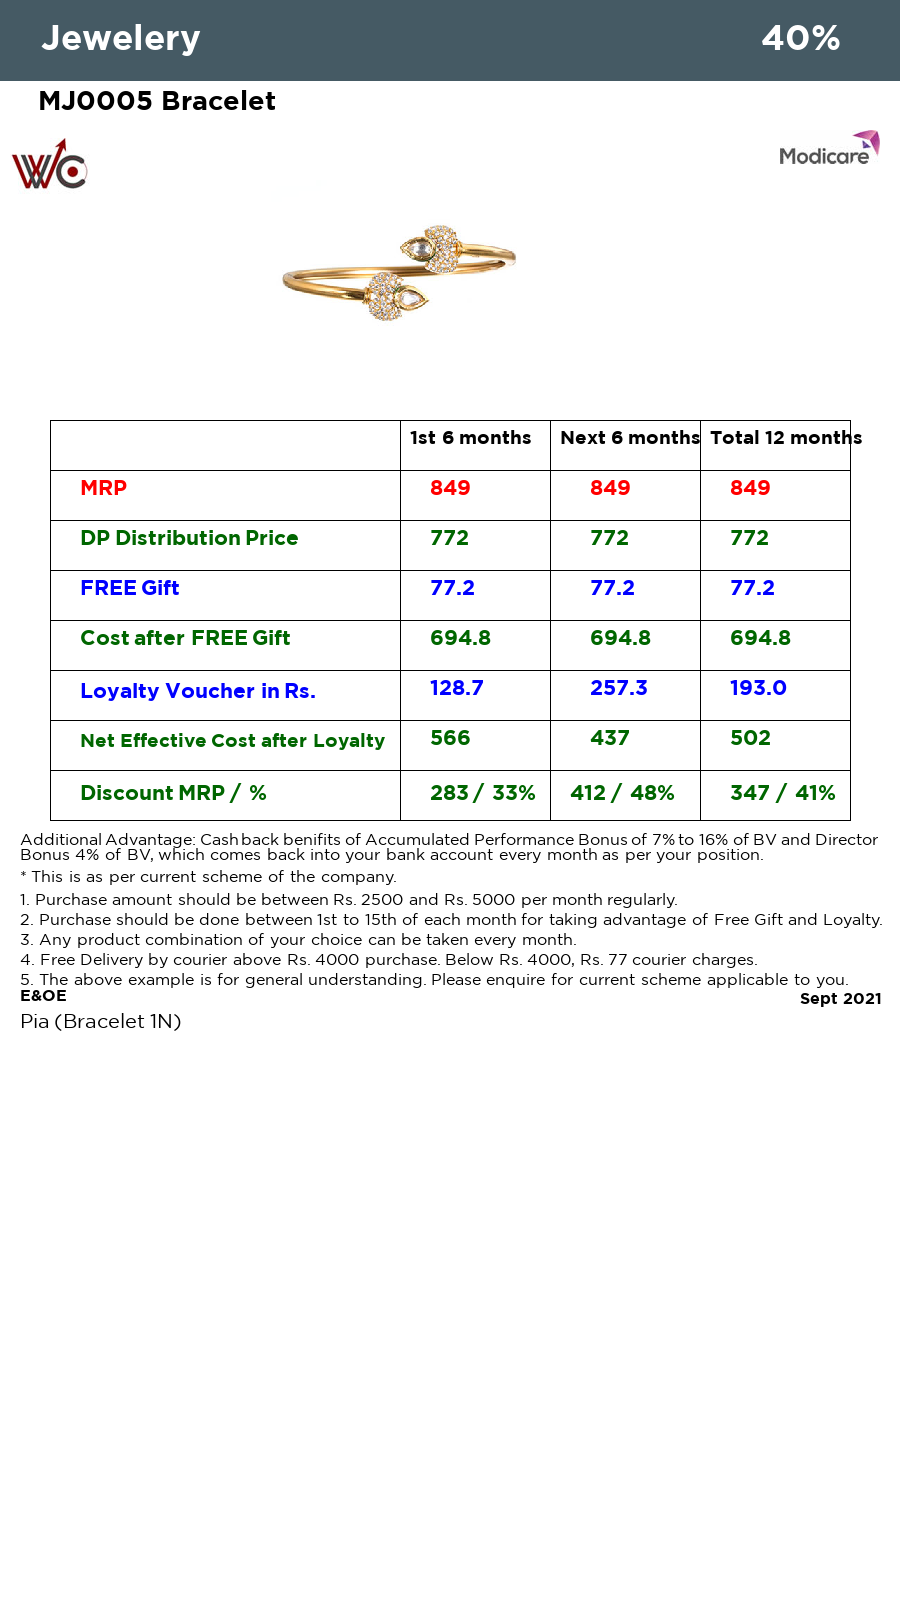 Jewelery 40%
MJ0005 Bracelet
WC
Modicare
1st 6 months Next 6 months Total 12 months
MRP 849 849 849
DP Distribution Price 772 772 772
FREE Gift 77.2 77.2 77.2
Cost after FREE Gift 694.8 694.8 694.8
Loyalty Voucher in Rs. 128.7 257.3 193.0
Net Effective Cost after Loyalty 566 437 502
Discount MRP / % 283 / 33% 412 / 48% 347 / 41%
Additional Advantage: Cashback benifits of Accumulated Performance Bonus of 7% to 16% of BV and Director
Bonus 4% of BV, which comes back into your bank account every month as per your position.
* This is as per current scheme of the company.
1. Purchase amount should be between Rs. 2500 and Rs. 5000 per month regularly.
2. Purchase should be done between 1st to 15th of each month for taking advantage of Free Gift and Loyalty.
3. Any product combination of your choice can be taken every month.
4. Free Delivery by courier above Rs. 4000 purchase. Below Rs. 4000, Rs. 77 courier charges.
5. The above example is for general understanding. Please enquire for current scheme applicable to you.
E&OE
Sept 2021
Pia (Bracelet 1N)